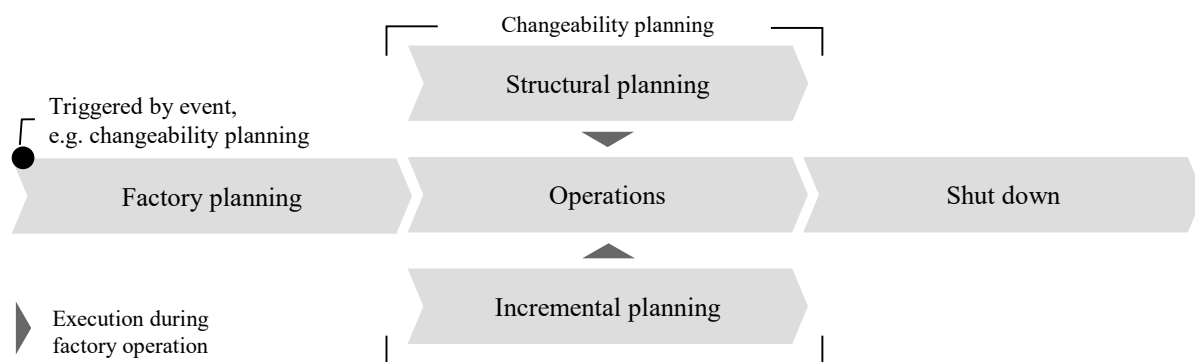 Changeability planning
Structural planning
Triggered by event,
e.g. changeability planning
Factory planning
Operations
Shut down
Incremental planning
Execution during
factory operation